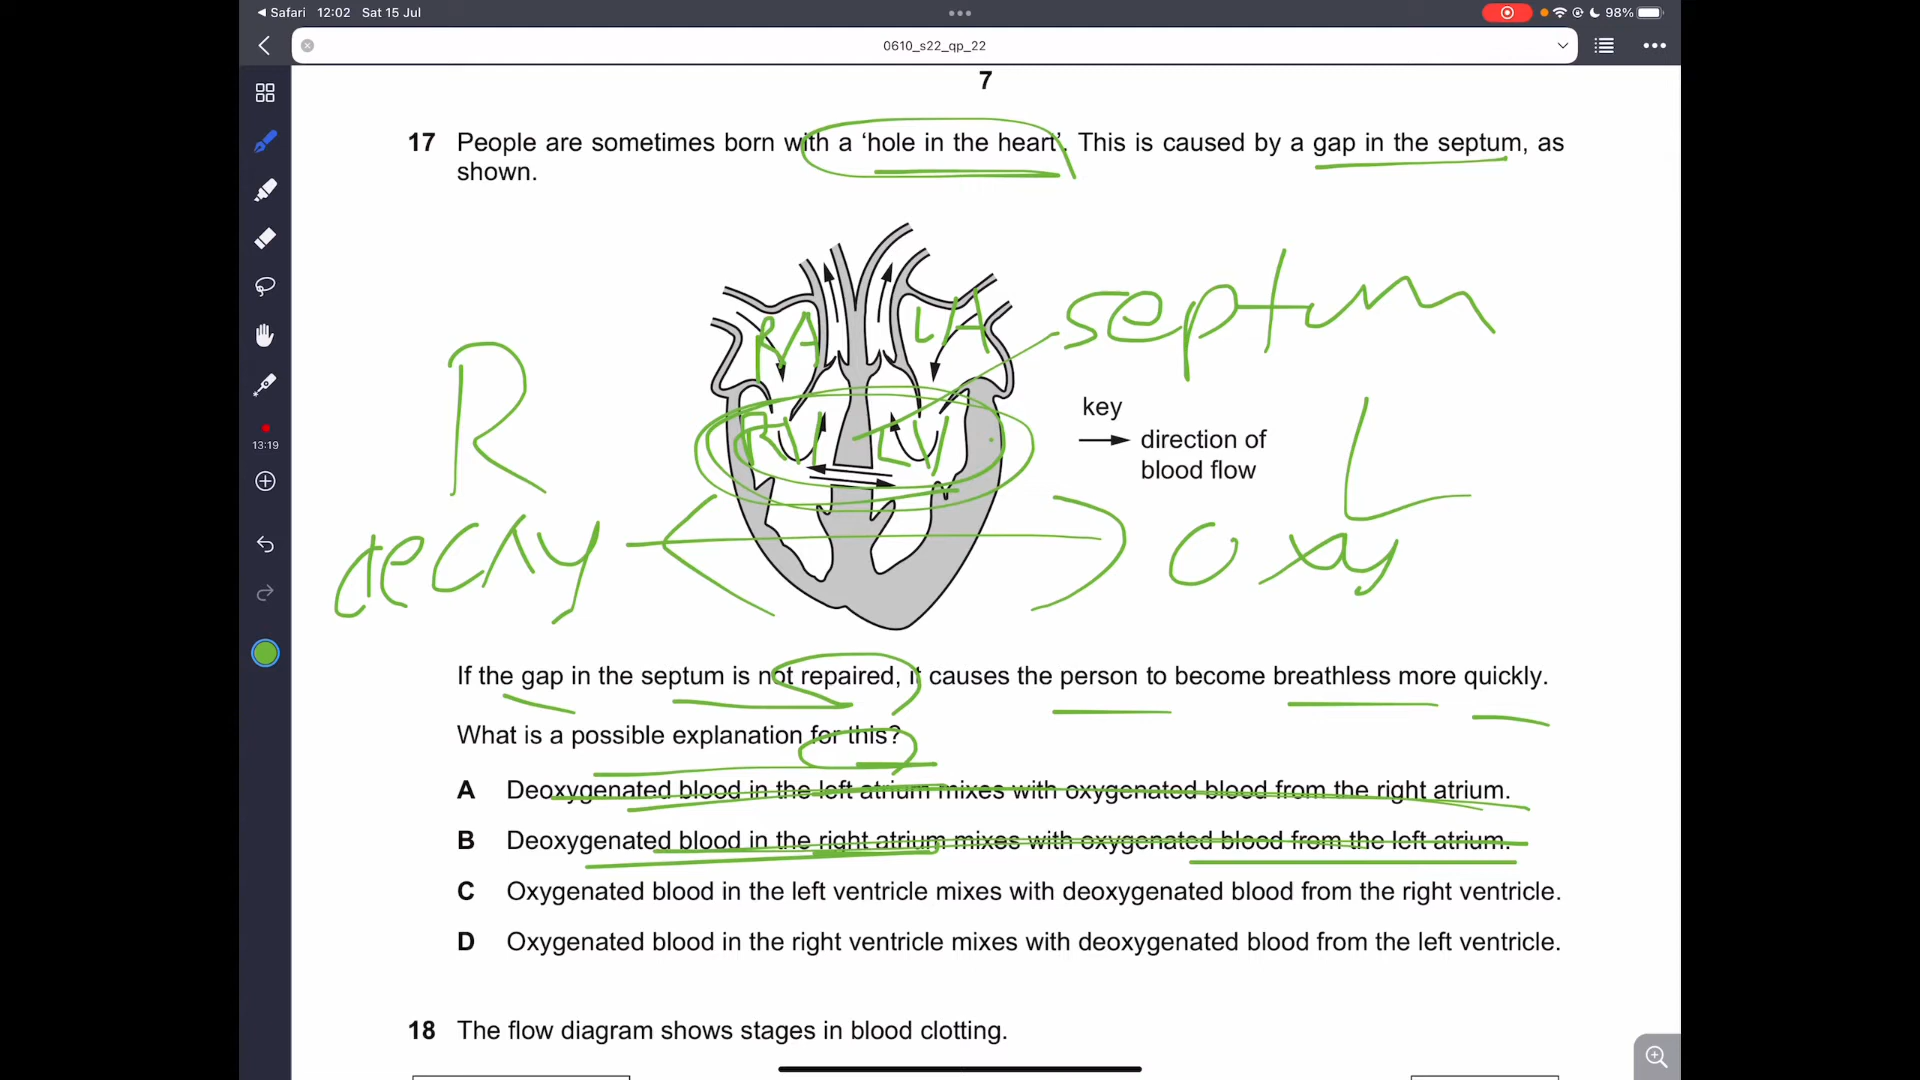 Safari 12:02 Sat 15 Jul
98%
0610_s22_qp_22
7
17 People are sometimes born with a ‘hole in the heart’. This is caused by a gap in the septum, as
shown.
septum
RA LA
R
key
L
RV LV
direction of
blood flow
13:19
deoxy
oxy
If the gap in the septum is not repaired, it causes the person to become breathless more quickly.
What is a possible explanation for this?
A Deoxygenated blood in the left atrium mixes with oxygenated blood from the right atrium.
B Deoxygenated blood in the right atrium mixes with oxygenated blood from the left atrium.
C Oxygenated blood in the left ventricle mixes with deoxygenated blood from the right ventricle.
D Oxygenated blood in the right ventricle mixes with deoxygenated blood from the left ventricle.
18 The flow diagram shows stages in blood clotting.